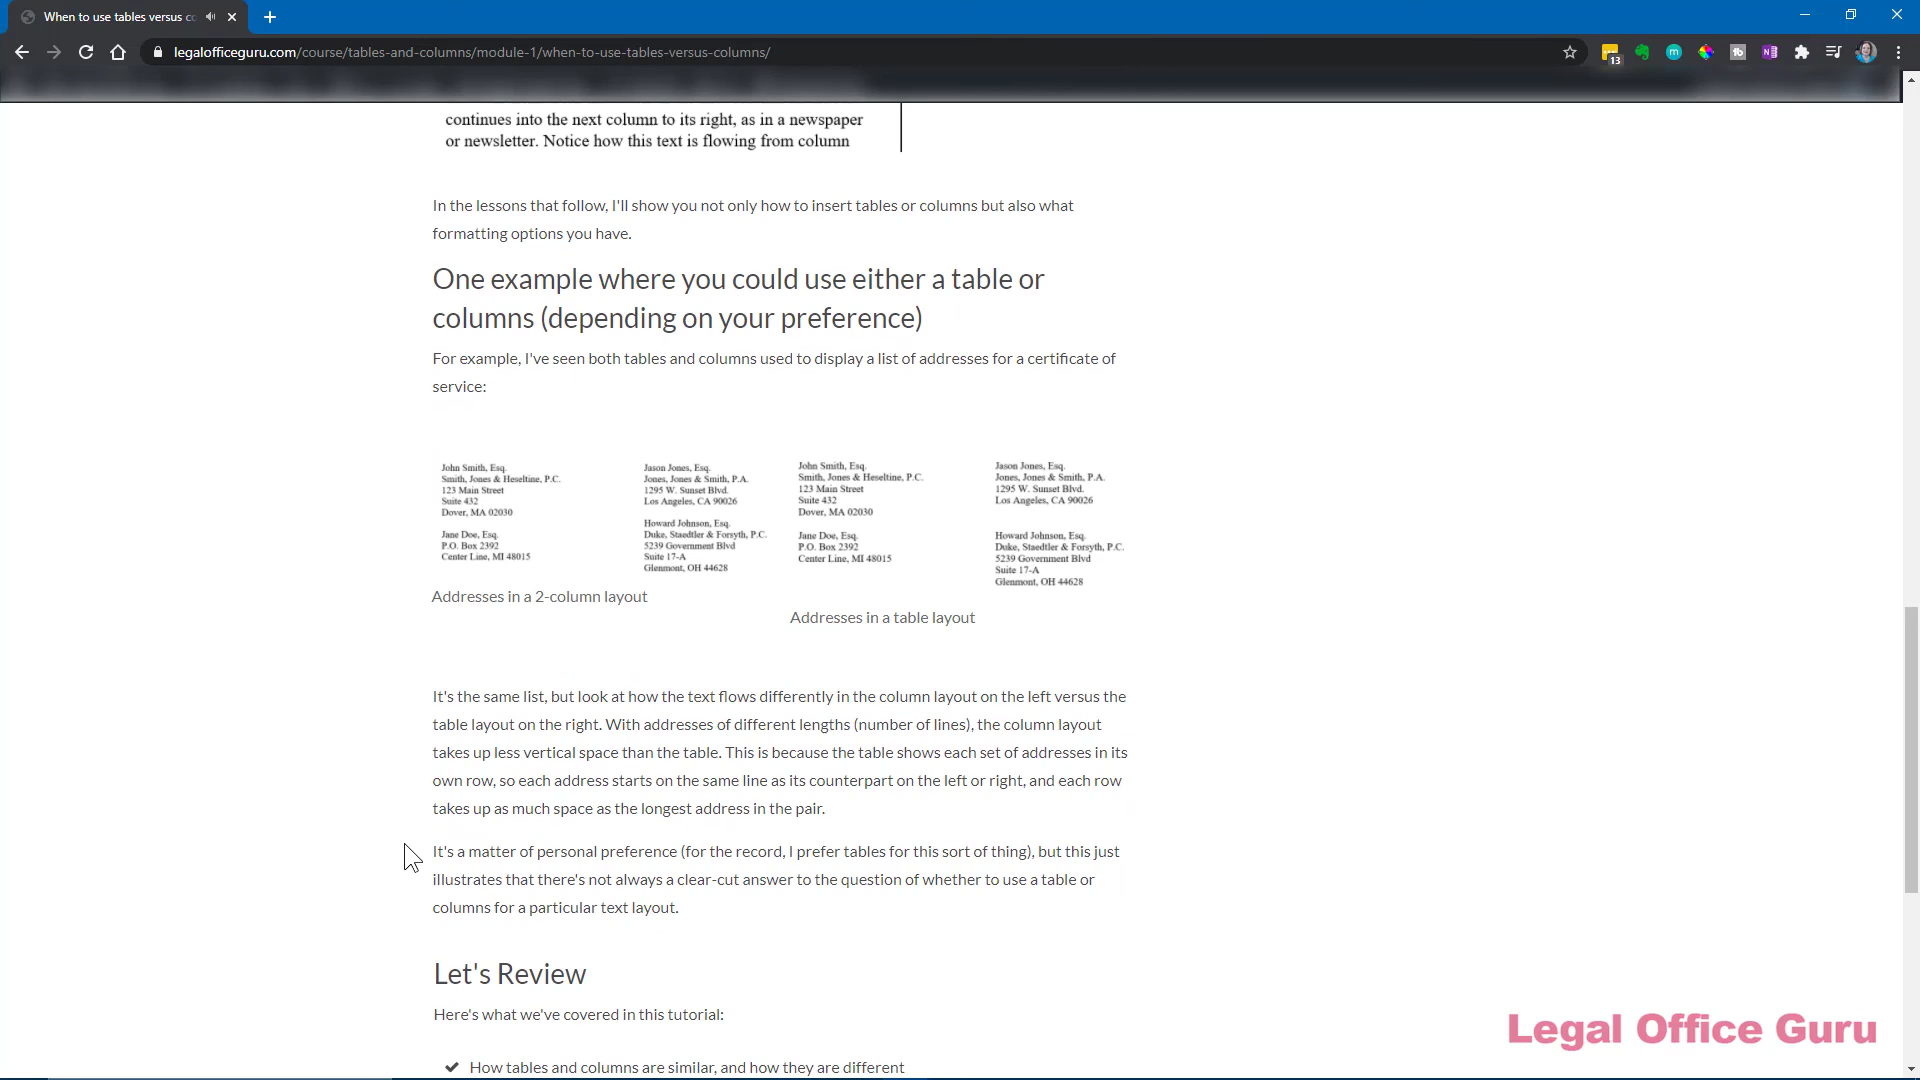 When to use tables versus co
legalofficeguru.com/course/tables-and-columns/module-1/when-to-use-tables-versus-columns/
13
continues into the next column to its right, as in a newspaper
or newsletter. Notice how this text is flowing from column
In the lessons that follow, I'll show you not only how to insert tables or columns but also what
formatting options you have.
One example where you could use either a table or
columns (depending on your preference)
For example, I've seen both tables and columns used to display a list of addresses for a certificate of
service:
John Smith, Esq.
Smith, Jones & Heseltine, P.C.
123 Main Street
Suite 432
Dover, MA 02030
Jane Doe, Esq.
P.O. Box 2392
Center Line, MI 48015
Jason Jones, Esq.
Jones, Jones & Smith, P.A.
1295 W. Sunset Blvd.
Los Angeles, CA 90026
Howard Johnson, Esq.
Duke, Staedtler & Forsyth, P.C.
5239 Government Blvd
Suite 17-A
Glenmont, OH 44628
Addresses in a 2-column layout
John Smith, Esq.
Smith, Jones & Heseltine, P.C.
123 Main Street
Suite 432
Dover, MA 02030
Jane Doe, Esq.
P.O. Box 2392
Center Line, MI 48015
Jason Jones, Esq.
Jones, Jones & Smith, P.A.
1295 W. Sunset Blvd.
Los Angeles, CA 90026
Howard Johnson, Esq.
Duke, Staedtler & Forsyth, P.C.
5239 Government Blvd
Suite 17-A
Glenmont, OH 44628
Addresses in a table layout
It's the same list, but look at how the text flows differently in the column layout on the left versus the
table layout on the right. With addresses of different lengths (number of lines), the column layout
takes up less vertical space than the table. This is because the table shows each set of addresses in its
own row, so each address starts on the same line as its counterpart on the left or right, and each row
takes up as much space as the longest address in the pair.
It's a matter of personal preference (for the record, I prefer tables for this sort of thing), but this just
illustrates that there's not always a clear-cut answer to the question of whether to use a table or
columns for a particular text layout.
Let's Review
Here's what we've covered in this tutorial:
How tables and columns are similar, and how they are different
Legal Office Guru